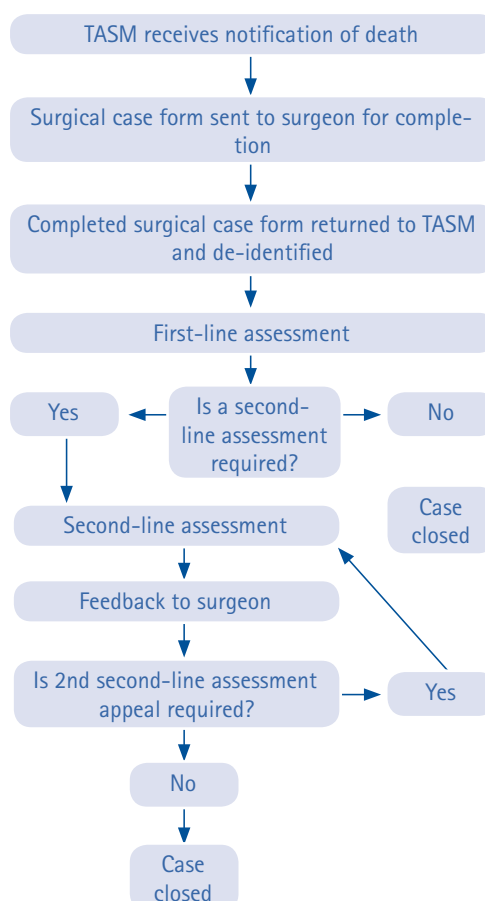 TASM receives notification of death
Surgical case form sent to surgeon for comple-
tion
Completed surgical case form returned to TASM
and de-identified
First-line assessment
Yes
Is a second-
line assessment
required?
No
Second-line assessment
Case
closed
Feedback to surgeon
Is 2nd second-line assessment
appeal required?
Yes
No
Case
closed